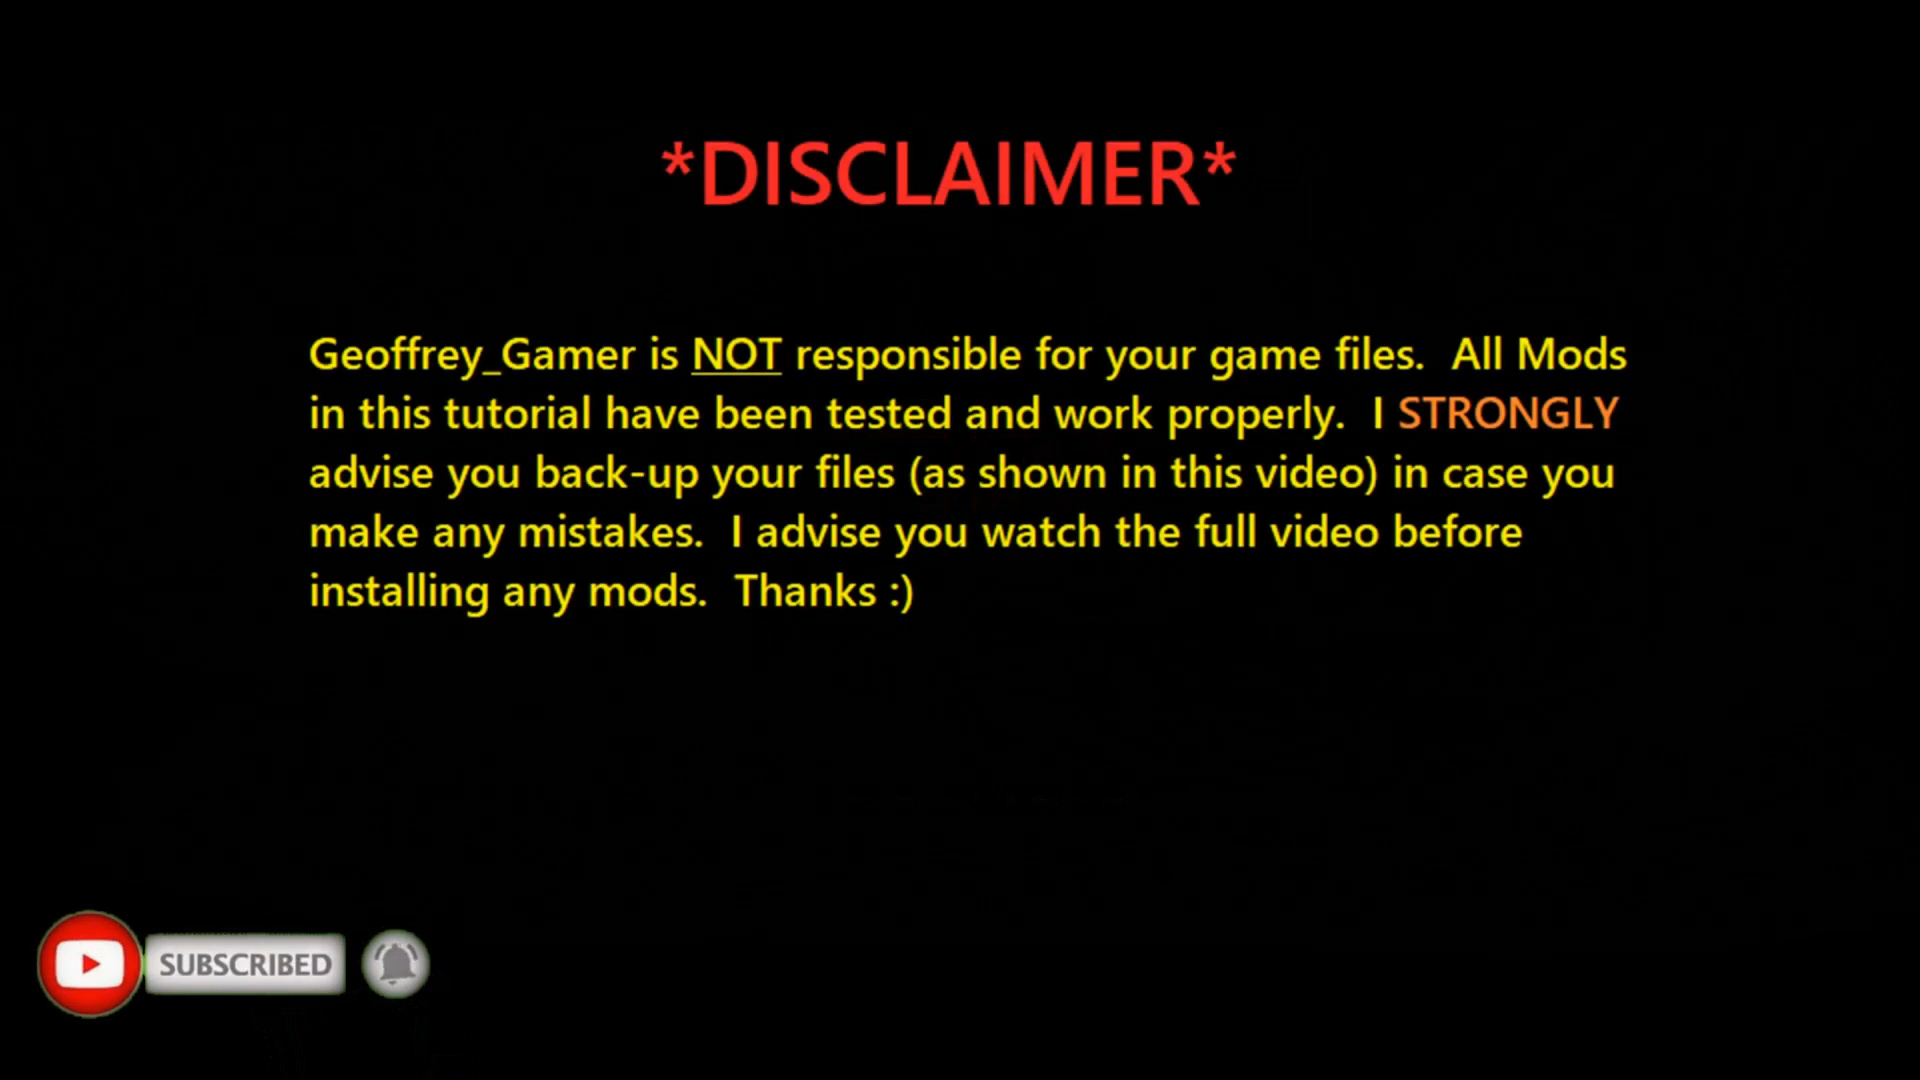 *DISCLAIMER*
Geoffrey_Gamer is NOT responsible for your game files.  All Mods
in this tutorial have been tested and work properly.  I STRONGLY
advise you back-up your files (as shown in this video) in case you
make any mistakes.  I advise you watch the full video before
installing any mods.  Thanks :)
SUBSCRIBED